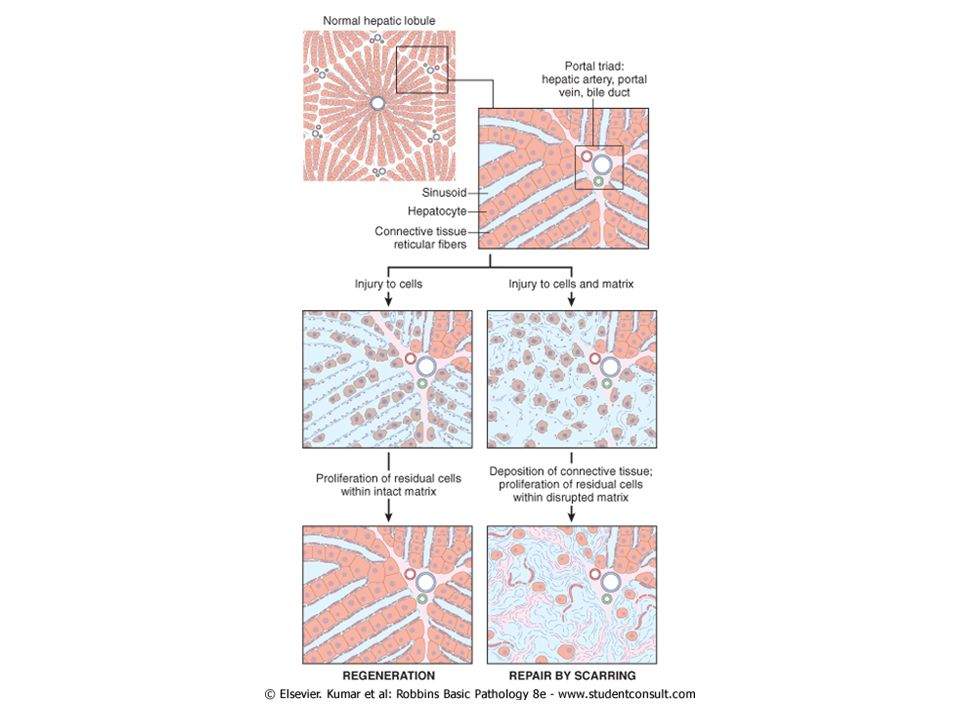 Normal hepatic lobule
Portal triad:
hepatic artery, portal
vein, bile duct
Sinusoid
Hepatocyte
Connective tissue
reticular fibers
Injury to cells
Injury to cells and matrix
Proliferation of residual cells
within intact matrix
Deposition of connective tissue;
proliferation of residual cells
within disrupted matrix
REGENERATION
REPAIR BY SCARRING
© Elsevier. Kumar et al: Robbins Basic Pathology 8e - www.studentconsult.com